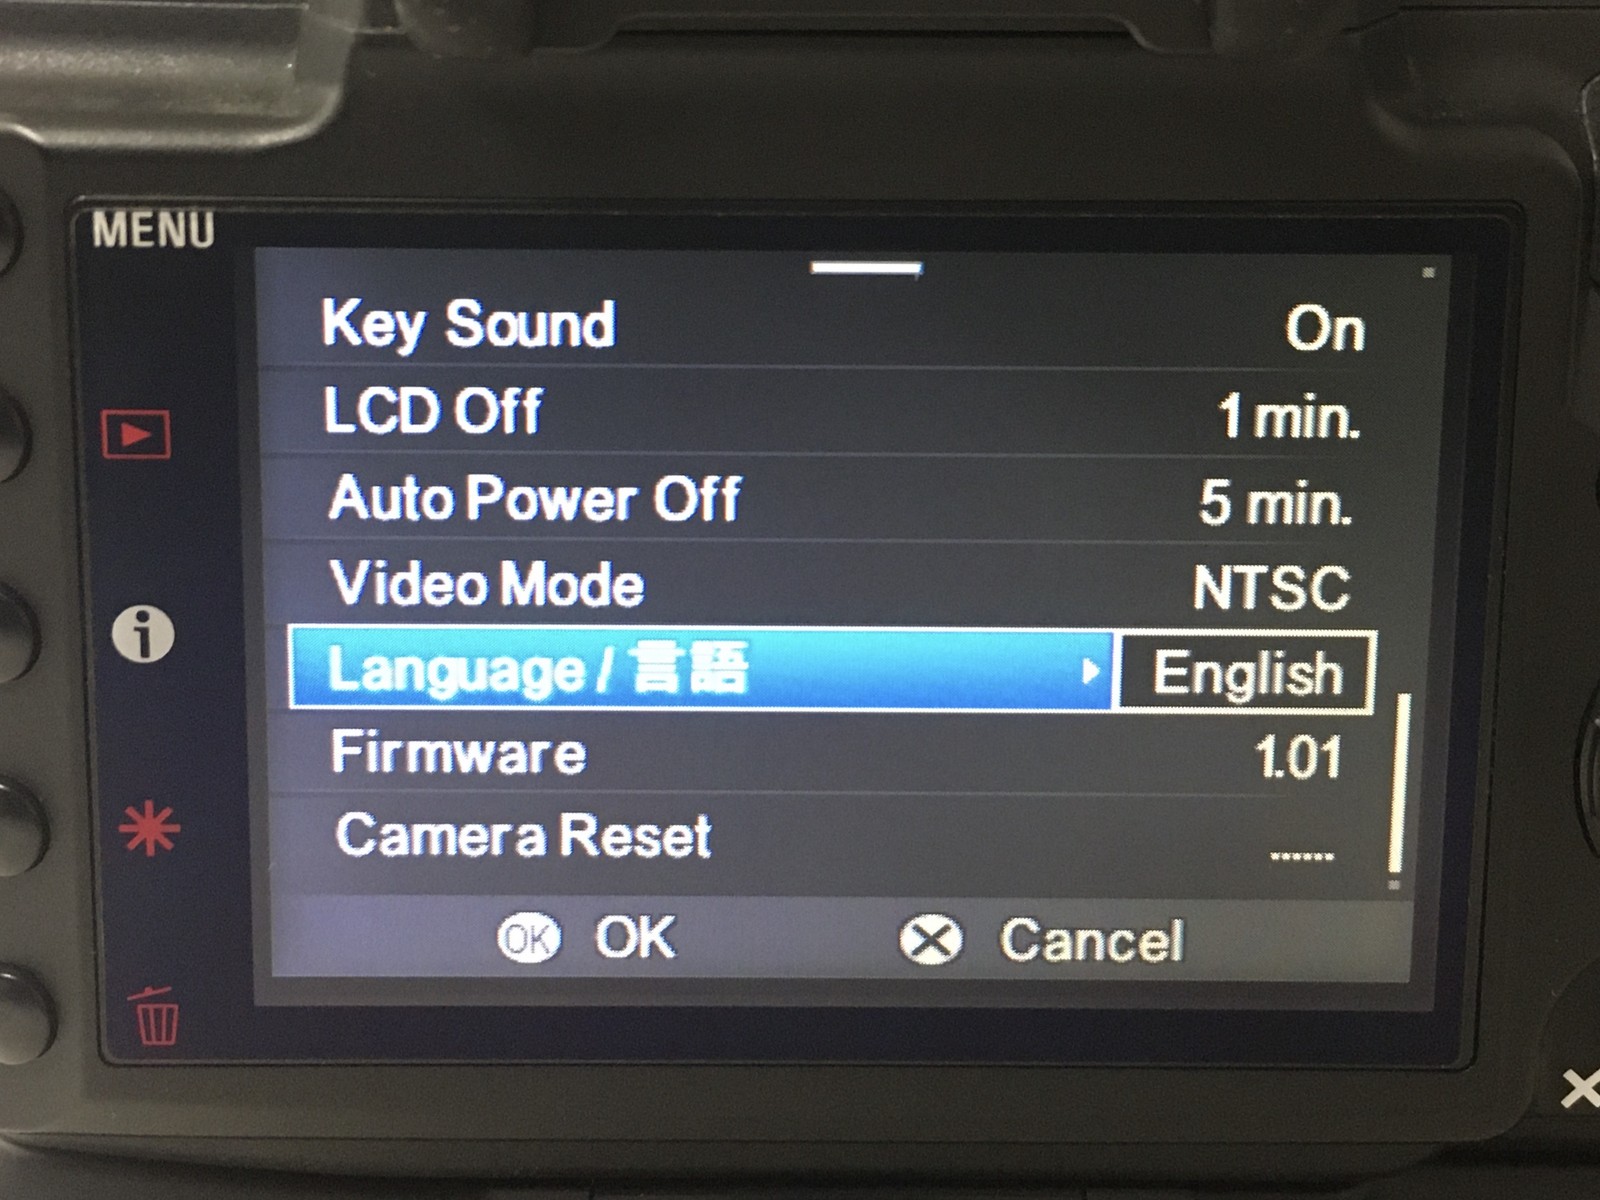 MENU
Key Sound On
LCD Off 1 min.
Auto Power Off 5 min.
Video Mode NTSC
Language / 言語 English
Firmware 1.01
Camera Reset ......
OK OK Cancel